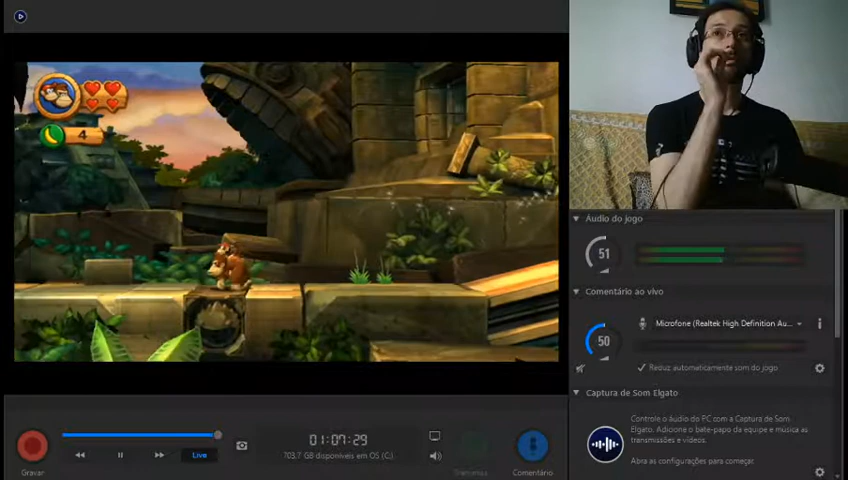 4
Áudio do jogo
51
Comentário ao vivo
Microfone (Realtek High Definition Au...
50
Reduz automaticamente som do jogo
Captura de Som Elgato
Controle o áudio do PC com a Captura de Som
Elgato. Adicione o bate-papo da equipe e música às
transmissões e vídeos.
Abra as configurações para começar.
01:07:29
703.7 GB disponíveis em OS (C:)
Live
Gravar
Comentário